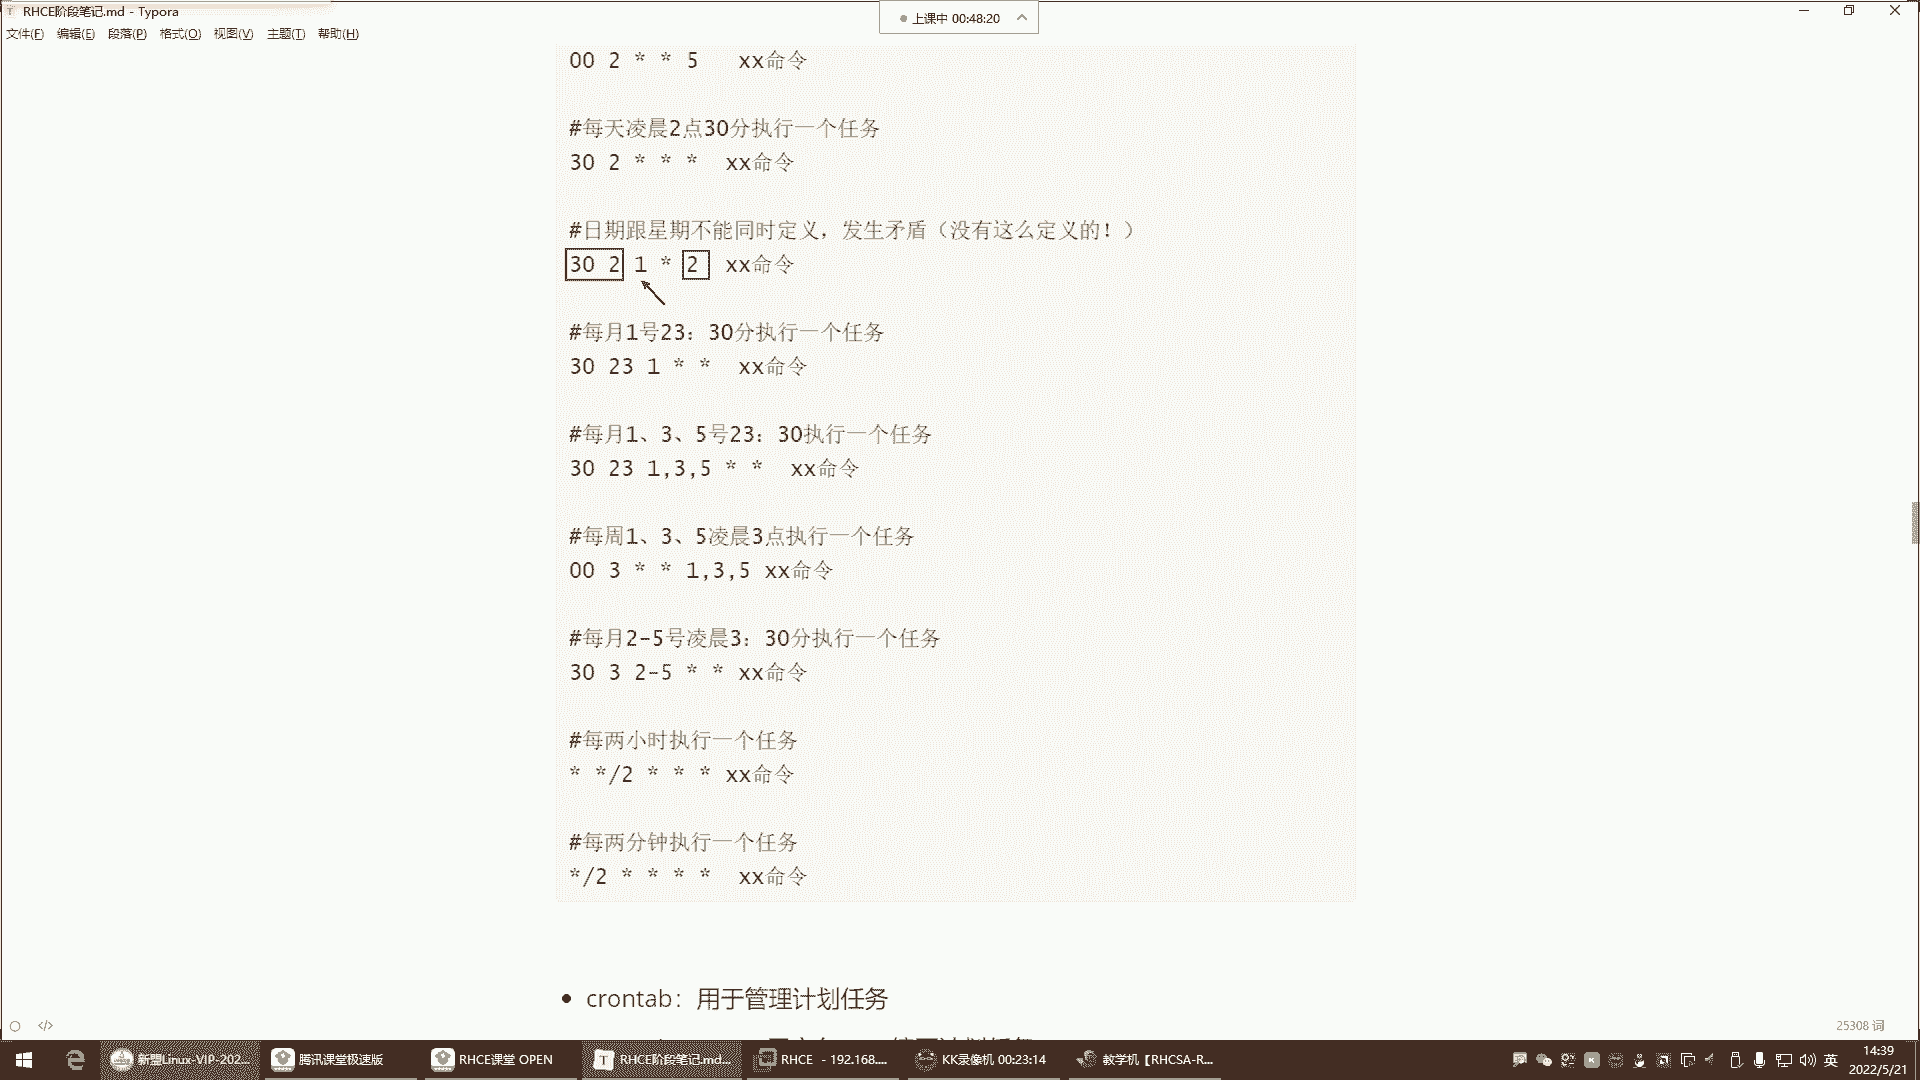 RHCE阶段笔记.md - Typora
上课中 00:48:20
文件(F) 编辑(E) 段落(P) 格式(O) 视图(V) 主题(T) 帮助(H)
00 2 * * 5 xx命令
#每天凌晨2点30分执行一个任务
30 2 * * * xx命令
#日期跟星期不能同时定义，发生矛盾（没有这么定义的！）
30 2 1 * 2 xx命令
#每月1号23：30分执行一个任务
30 23 1 * * xx命令
#每月1、3、5号23：30执行一个任务
30 23 1,3,5 * * xx命令
#每周1、3、5凌晨3点执行一个任务
00 3 * * 1,3,5 xx命令
#每月2-5号凌晨3：30分执行一个任务
30 3 2-5 * * xx命令
#每两小时执行一个任务
* */2 * * * xx命令
#每两分钟执行一个任务
*/2 * * * * xx命令
crontab：用于管理计划任务
25308 词
新盟Linux-VIP-202... 腾讯课堂极速版 RHCE课堂 OPEN RHCE阶段笔记.md... RHCE - 192.168.... KK录像机 00:23:14 教学机【RHCSA-R... 英 14:39
2022/5/21